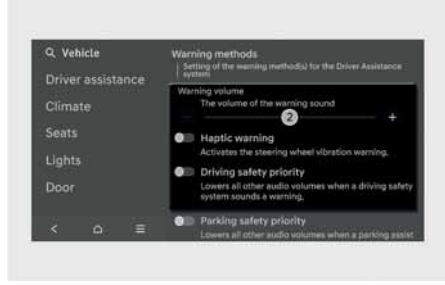 Vehicle
Driver assistance
Climate
Seats
Lights
Door
Warning methods
Setting of the warning method(s) for the Driver Assistance
system
Warning volume
The volume of the warning sound
− 2 +
Haptic warning
Activates the steering wheel vibration warning.
Driving safety priority
Lowers all other audio volumes when a driving safety
system sounds a warning.
Parking safety priority
Lowers all other audio volumes when a parking assist